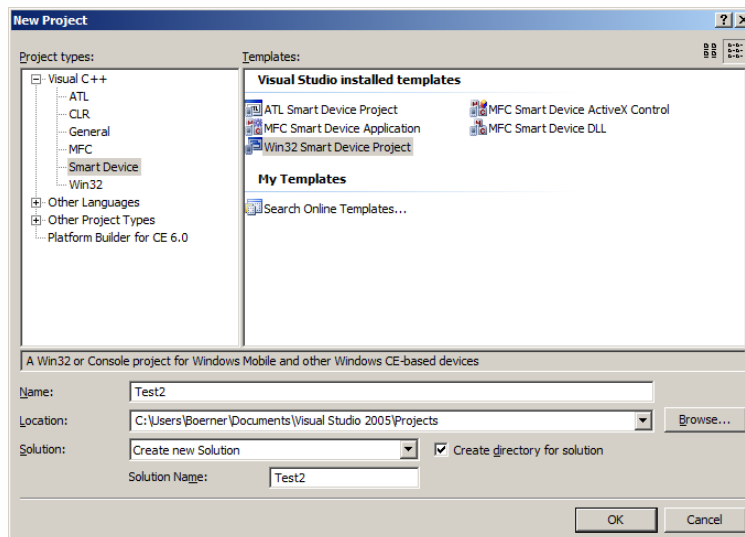 New Project
Project types:
Templates:
Visual C++
ATL
CLR
General
MFC
Smart Device
Win32
Other Languages
Other Project Types
Platform Builder for CE 6.0
Visual Studio installed templates
ATL Smart Device Project
MFC Smart Device ActiveX Control
MFC Smart Device Application
MFC Smart Device DLL
Win32 Smart Device Project
My Templates
Search Online Templates...
A Win32 or Console project for Windows Mobile and other Windows CE-based devices
Name:
Test2
Location:
C:\Users\Boerner\Documents\Visual Studio 2005\Projects
Browse...
Solution:
Create new Solution
Create directory for solution
Solution Name:
Test2
OK
Cancel